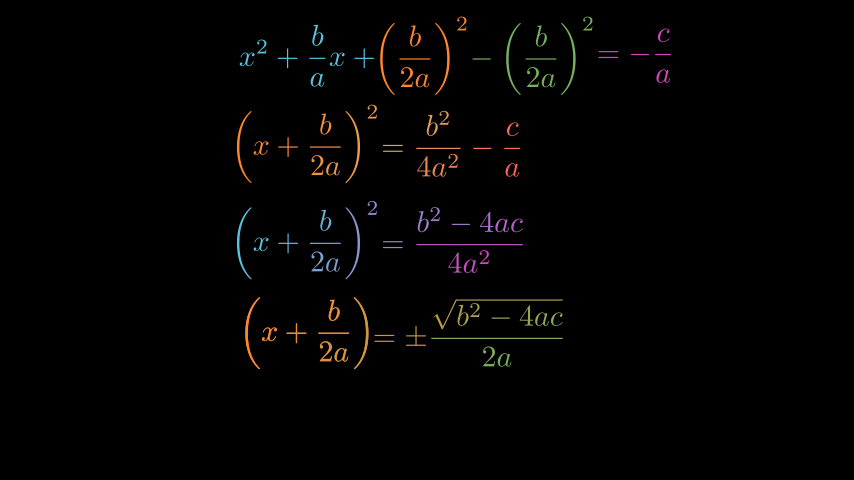 x² + b/a x + (b/2a)² − (b/2a)² = − c/a
(x + b/2a)² = b²/4a² − c/a
(x + b/2a)² = b² − 4ac/4a²
(x + b/2a) = ± √b² − 4ac/2a